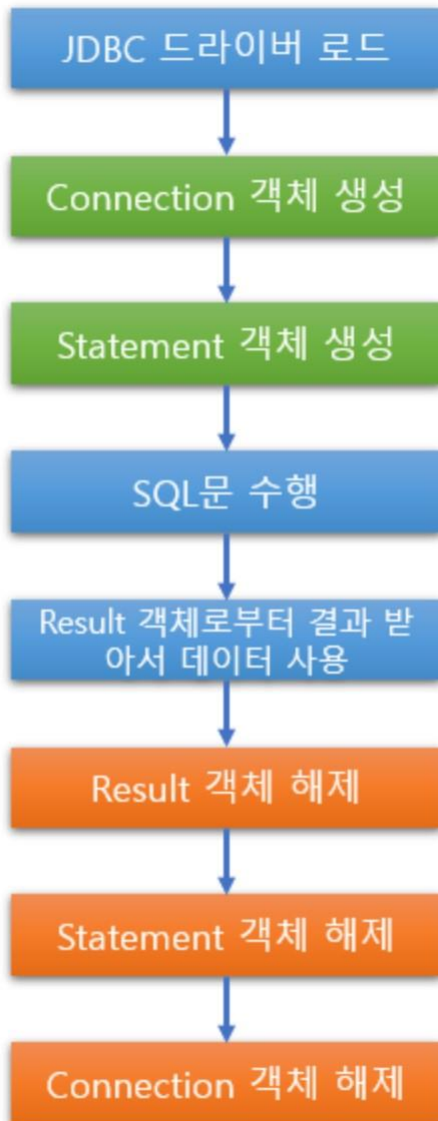 JDBC 드라이버 로드
Connection 객체 생성
Statement 객체 생성
SQL문 수행
Result 객체로부터 결과 받
아서 데이터 사용
Result 객체 해제
Statement 객체 해제
Connection 객체 해제